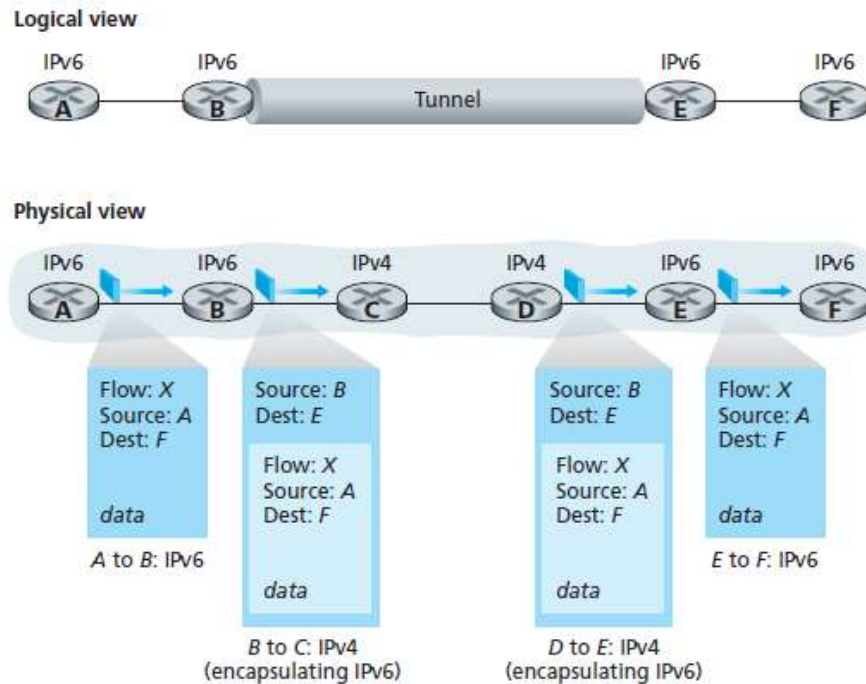 Logical view
IPv6 IPv6 IPv6 IPv6
A B Tunnel E F
Physical view
IPv6 IPv6 IPv4 IPv4 IPv6 IPv6
A B C D E F
Flow: X
Source: A
Dest: F
data
A to B: IPv6
Source: B
Dest: E
Flow: X
Source: A
Dest: F
data
B to C: IPv4
(encapsulating IPv6)
Source: B
Dest: E
Flow: X
Source: A
Dest: F
data
D to E: IPv4
(encapsulating IPv6)
Flow: X
Source: A
Dest: F
data
E to F: IPv6